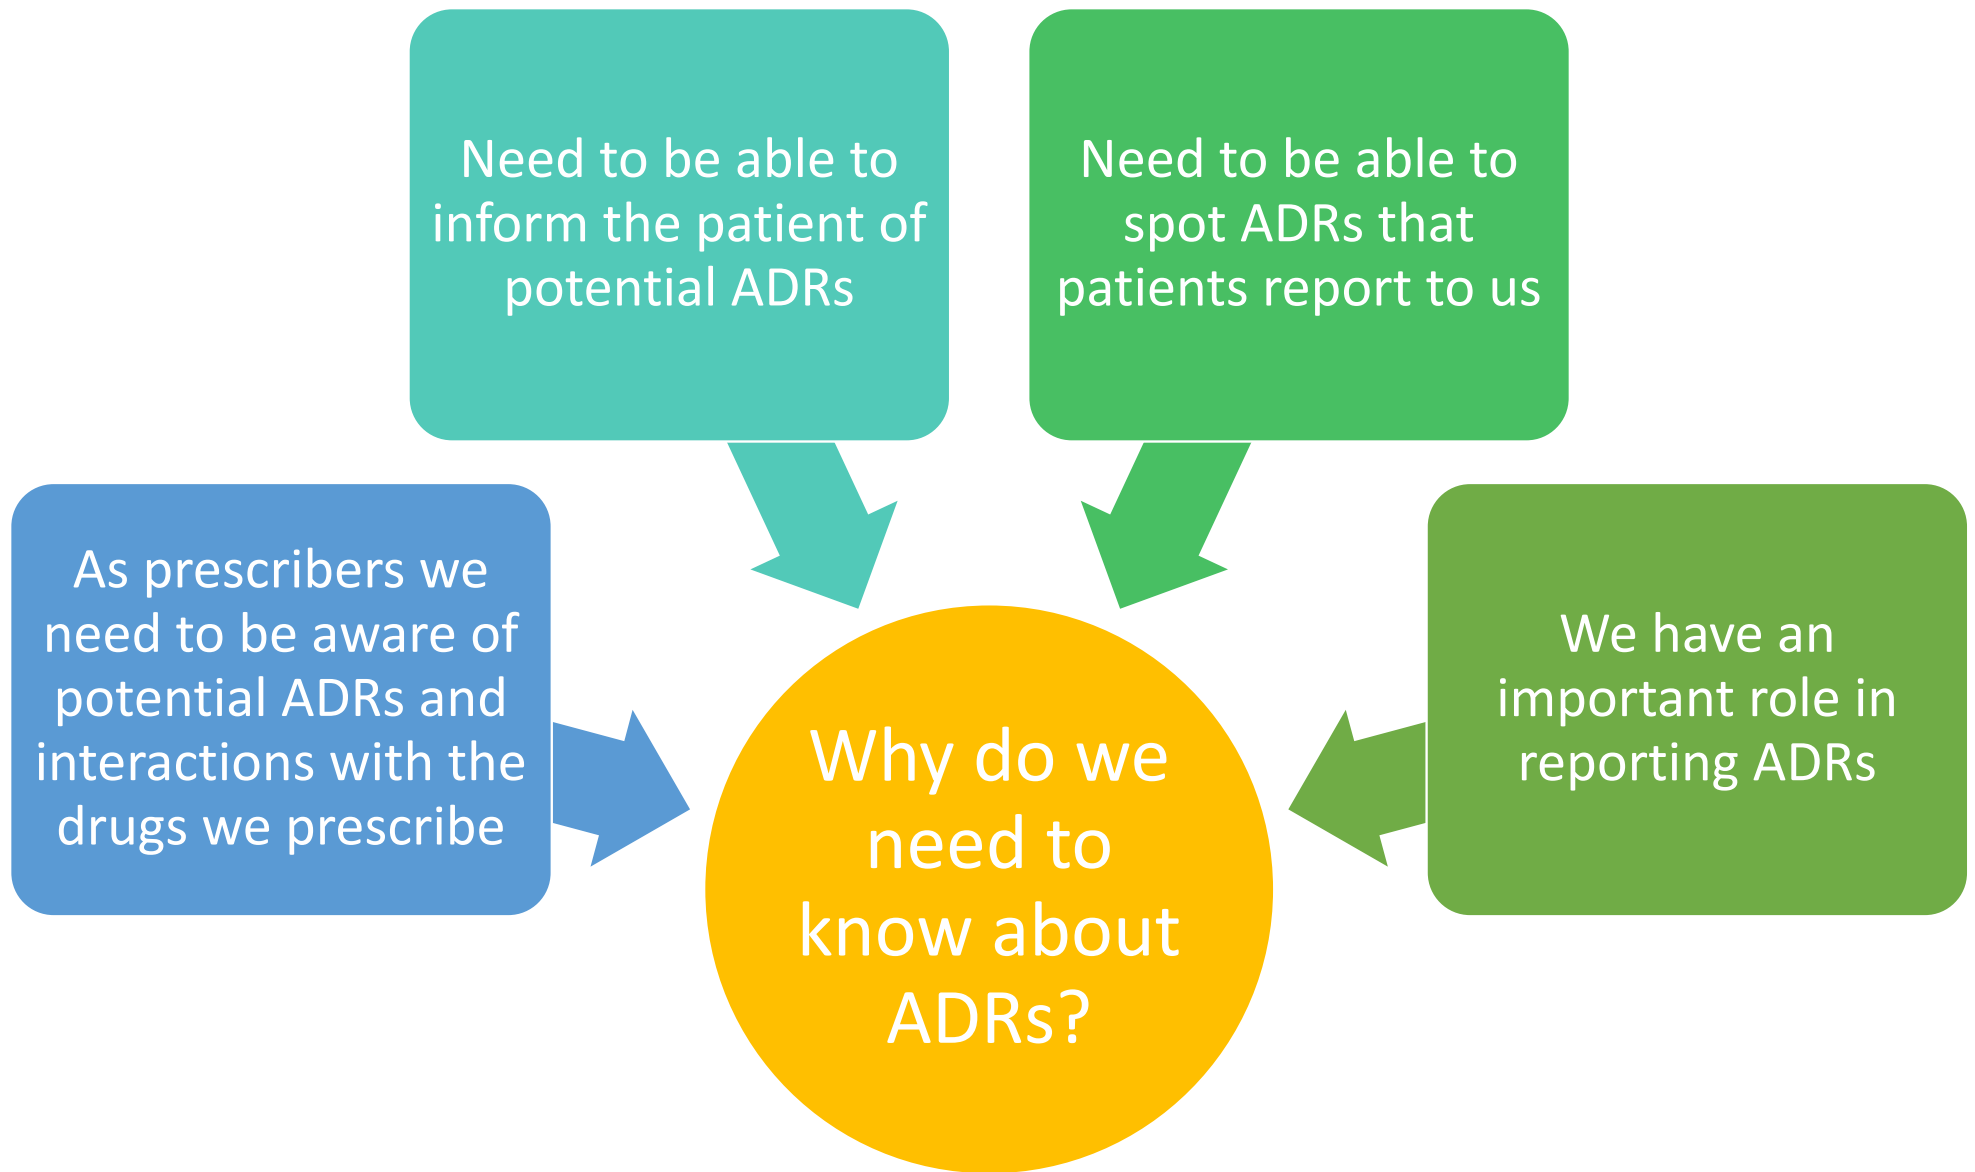 Need to be able to
inform the patient of
potential ADRs
Need to be able to
spot ADRs that
patients report to us
As prescribers we
need to be aware of
potential ADRs and
interactions with the
drugs we prescribe
We have an
important role in
reporting ADRs
Why do we
need to
know about
ADRs?